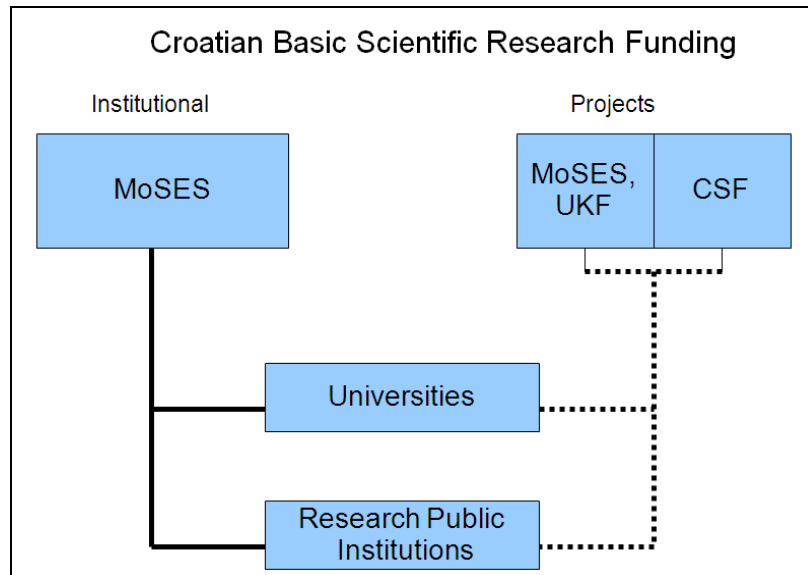 Croatian Basic Scientific Research Funding
Institutional
Projects
MoSES
MoSES,
UKF
CSF
Universities
Research Public
Institutions